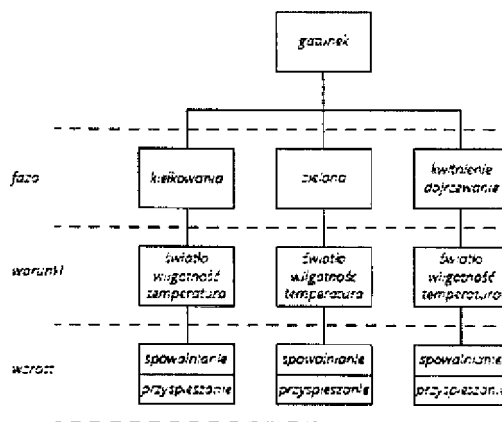 gatunek
faza
kiełkowania
zielona
kwitnienie
dojrzewanie
warunki
światło
wilgotność
temperatura
światło
wilgotność
temperatura
światło
wilgotność
temperatura
wzrost
spowalnianie
przyspieszanie
spowalnianie
przyspieszanie
spowalnianie
przyspieszanie